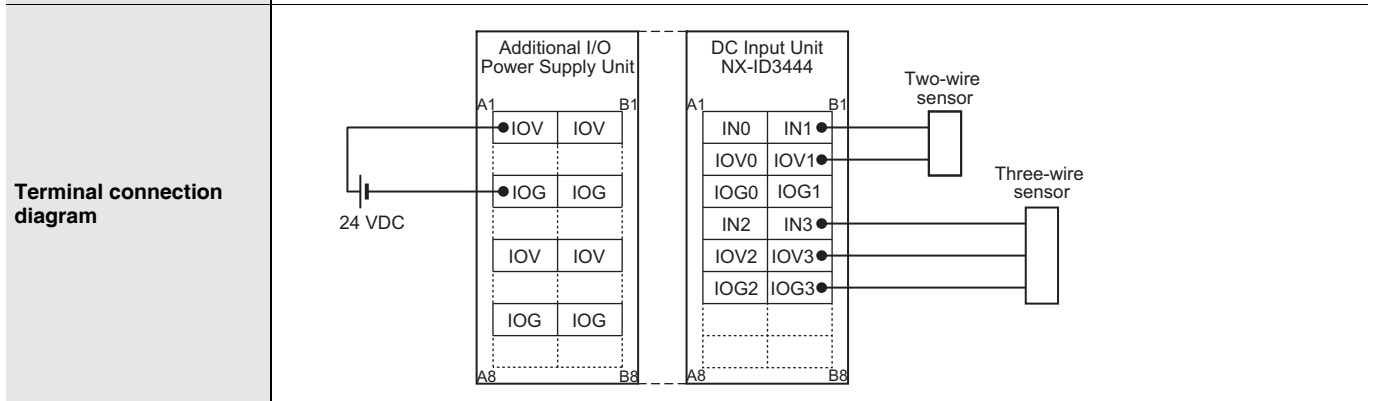 Terminal connection
diagram
Additional I/O
Power Supply Unit
A1 B1
IOV IOV
IOG IOG
IOV IOV
IOG IOG
A8 B8
24 VDC
DC Input Unit
NX-ID3444
A1 B1
IN0 IN1
IOV0 IOV1
IOG0 IOG1
IN2 IN3
IOV2 IOV3
IOG2 IOG3
A8 B8
Two-wire
sensor
Three-wire
sensor